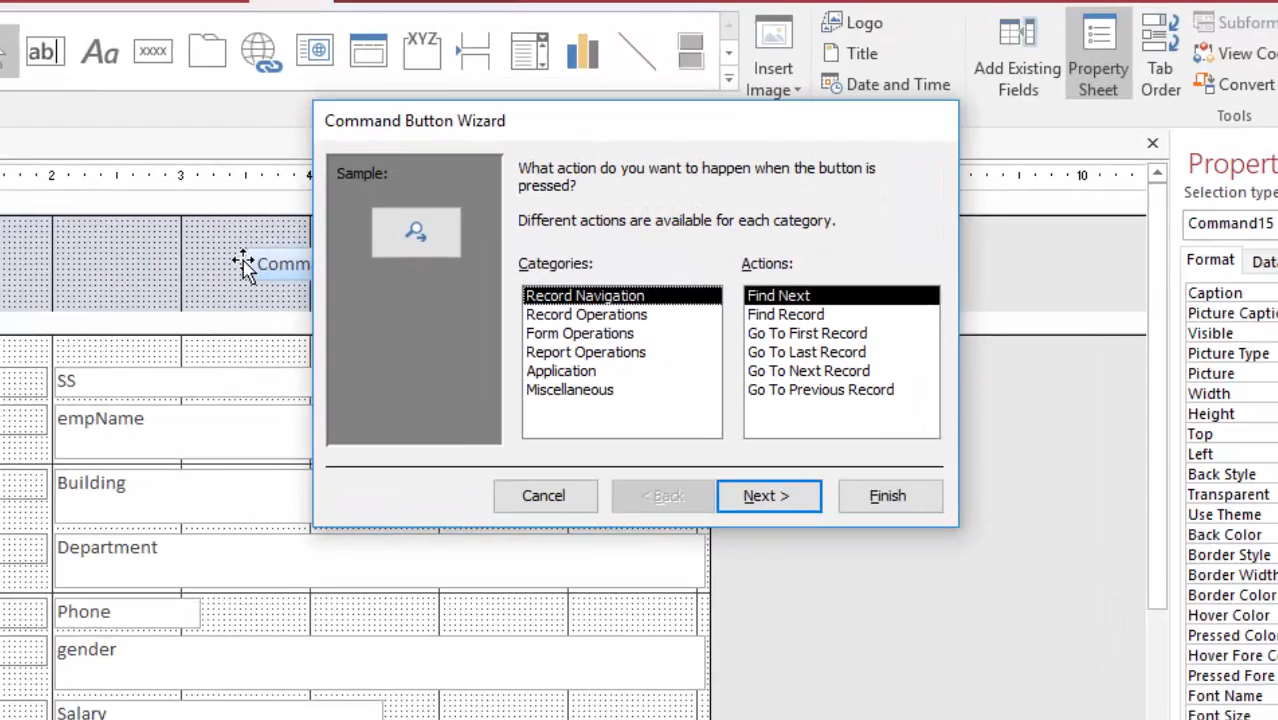 ab|
Aa
xxxx
XYZ
Insert
Image
Logo
Title
Date and Time
Add Existing
Fields
Property
Sheet
Tab
Order
Subform
View Co
Convert
Tools
2 3 4 10
Comm
Command Button Wizard
Sample:
What action do you want to happen when the button is
pressed?
Different actions are available for each category.
Categories:
Actions:
Record Navigation
Record Operations
Form Operations
Report Operations
Application
Miscellaneous
Find Next
Find Record
Go To First Record
Go To Last Record
Go To Next Record
Go To Previous Record
Cancel
< Back
Next >
Finish
SS
empName
Building
Department
Phone
gender
Salary
Propert
Selection type
Command15
Format
Dat
Caption
Picture Captio
Visible
Picture Type
Picture
Width
Height
Top
Left
Back Style
Transparent
Use Theme
Back Color
Border Style
Border Width
Border Color
Hover Color
Pressed Colo
Hover Fore C
Pressed Fore
Font Name
Font Size